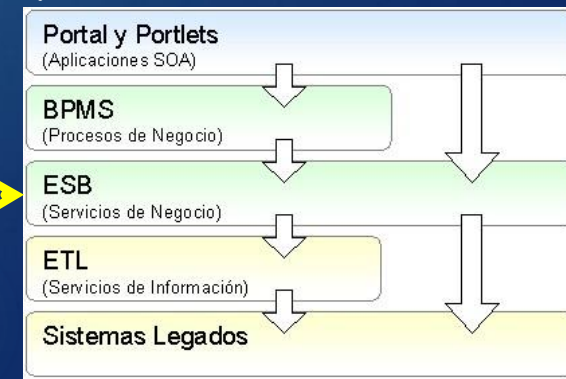 Portal y Portlets
(Aplicaciones SOA)
BPMS
(Procesos de Negocio)
ESB
(Servicios de Negocio)
ETL
(Servicios de Información)
Sistemas Legados